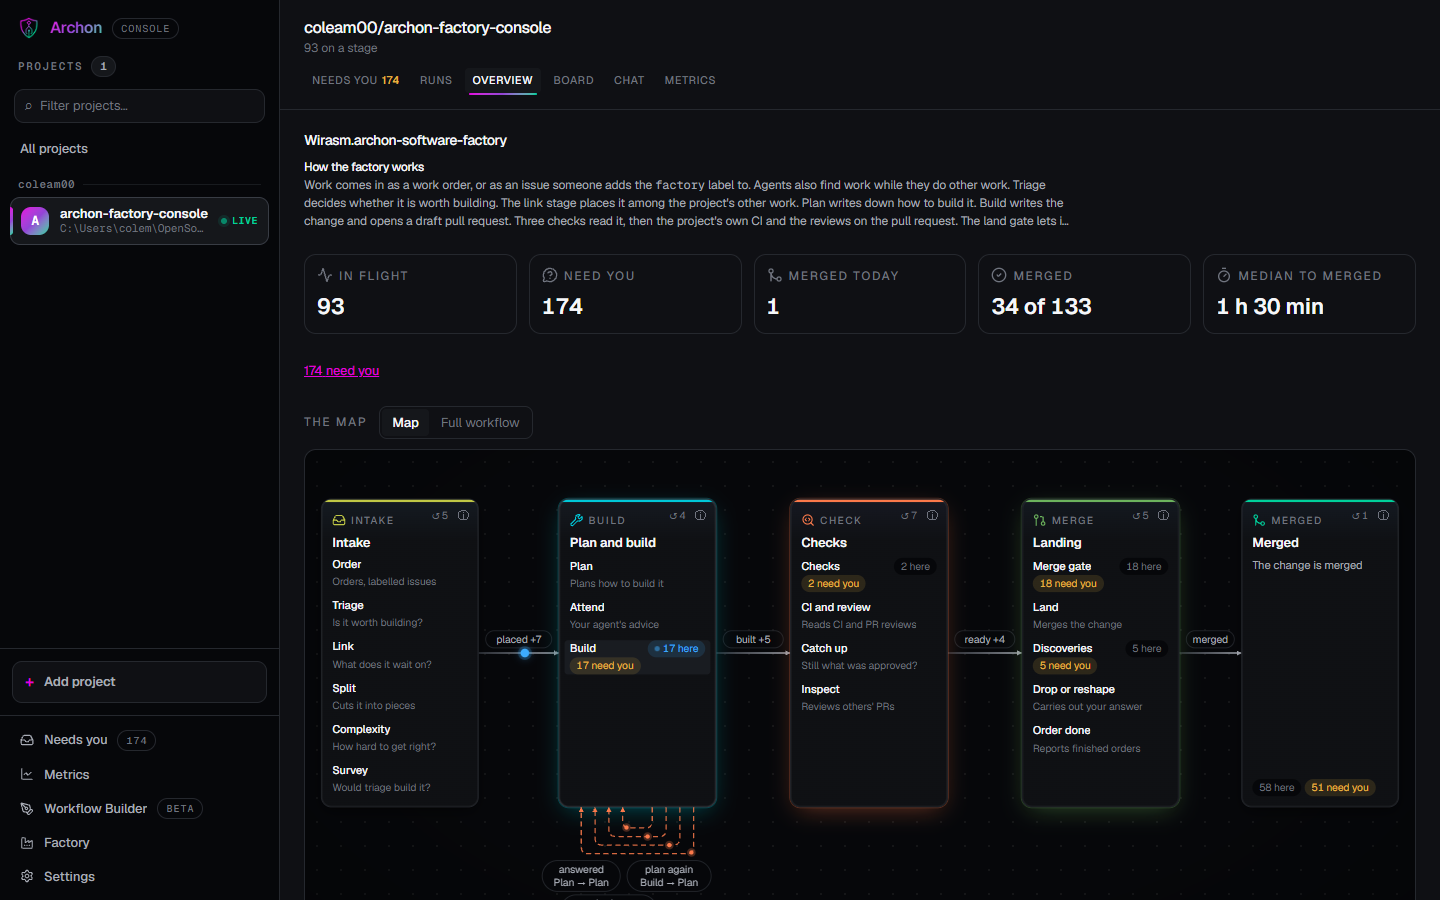 Archon CONSOLE
PROJECTS 1
Filter projects...
All projects
coleam00
A
archon-factory-console
C:\Users\colem\OpenSo…
LIVE
Add project
Needs you 174
Metrics
Workflow Builder BETA
Factory
Settings
coleam00/archon-factory-console
93 on a stage
NEEDS YOU 174 RUNS OVERVIEW BOARD CHAT METRICS
Wirasm.archon-software-factory
How the factory works
Work comes in as a work order, or as an issue someone adds the factory label to. Agents also find work while they do other work. Triage
decides whether it is worth building. The link stage places it among the project's other work. Plan writes down how to build it. Build writes the
change and opens a draft pull request. Three checks read it, then the project's own CI and the reviews on the pull request. The land gate lets i…
IN FLIGHT
93
NEED YOU
174
MERGED TODAY
1
MERGED
34 of 133
MEDIAN TO MERGED
1 h 30 min
174 need you
THE MAP Map Full workflow
INTAKE ↺ 5
Intake
Order
Orders, labelled issues
Triage
Is it worth building?
Link
What does it wait on?
Split
Cuts it into pieces
Complexity
How hard to get right?
Survey
Would triage build it?
placed +7
BUILD ↺ 4
Plan and build
Plan
Plans how to build it
Attend
Your agent's advice
Build 17 here
17 need you
built +5
CHECK ↺ 7
Checks
Checks 2 here
2 need you
CI and review
Reads CI and PR reviews
Catch up
Still what was approved?
Inspect
Reviews others' PRs
ready +4
MERGE ↺ 5
Landing
Merge gate 18 here
18 need you
Land
Merges the change
Discoveries 5 here
5 need you
Drop or reshape
Carries out your answer
Order done
Reports finished orders
merged
MERGED ↺ 1
Merged
The change is merged
58 here 51 need you
answered
Plan → Plan
plan again
Build → Plan